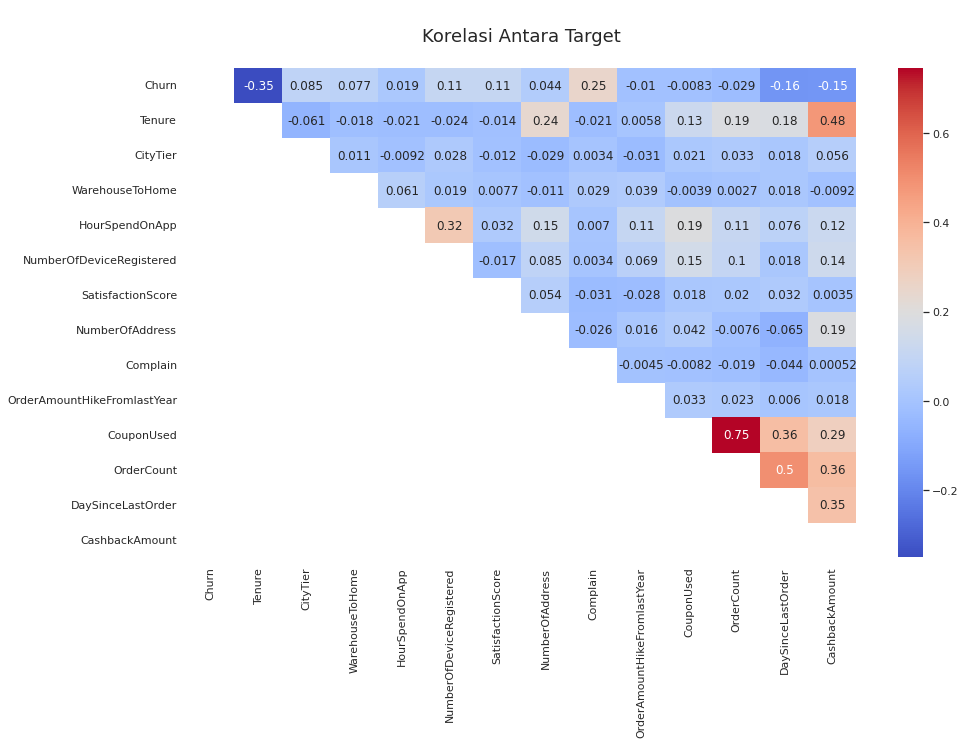 Korelasi Antara Target
Churn -0.35 0.085 0.077 0.019 0.11 0.11 0.044 0.25 -0.01 -0.0083 -0.029 -0.16 -0.15
Tenure -0.061 -0.018 -0.021 -0.024 -0.014 0.24 -0.021 0.0058 0.13 0.19 0.18 0.48
CityTier 0.011 -0.0092 0.028 -0.012 -0.029 0.0034 -0.031 0.021 0.033 0.018 0.056
WarehouseToHome 0.061 0.019 0.0077 -0.011 0.029 0.039 -0.0039 0.0027 0.018 -0.0092
HourSpendOnApp 0.32 0.032 0.15 0.007 0.11 0.19 0.11 0.076 0.12
NumberOfDeviceRegistered -0.017 0.085 0.0034 0.069 0.15 0.1 0.018 0.14
SatisfactionScore 0.054 -0.031 -0.028 0.018 0.02 0.032 0.0035
NumberOfAddress -0.026 0.016 0.042 -0.0076 -0.065 0.19
Complain -0.0045 -0.0082 -0.019 -0.044 0.00052
OrderAmountHikeFromlastYear 0.033 0.023 0.006 0.018
CouponUsed 0.75 0.36 0.29
OrderCount 0.5 0.36
DaySinceLastOrder 0.35
CashbackAmount
Churn
Tenure
CityTier
WarehouseToHome
HourSpendOnApp
NumberOfDeviceRegistered
SatisfactionScore
NumberOfAddress
Complain
OrderAmountHikeFromlastYear
CouponUsed
OrderCount
DaySinceLastOrder
CashbackAmount
0.6
0.4
0.2
0.0
−0.2